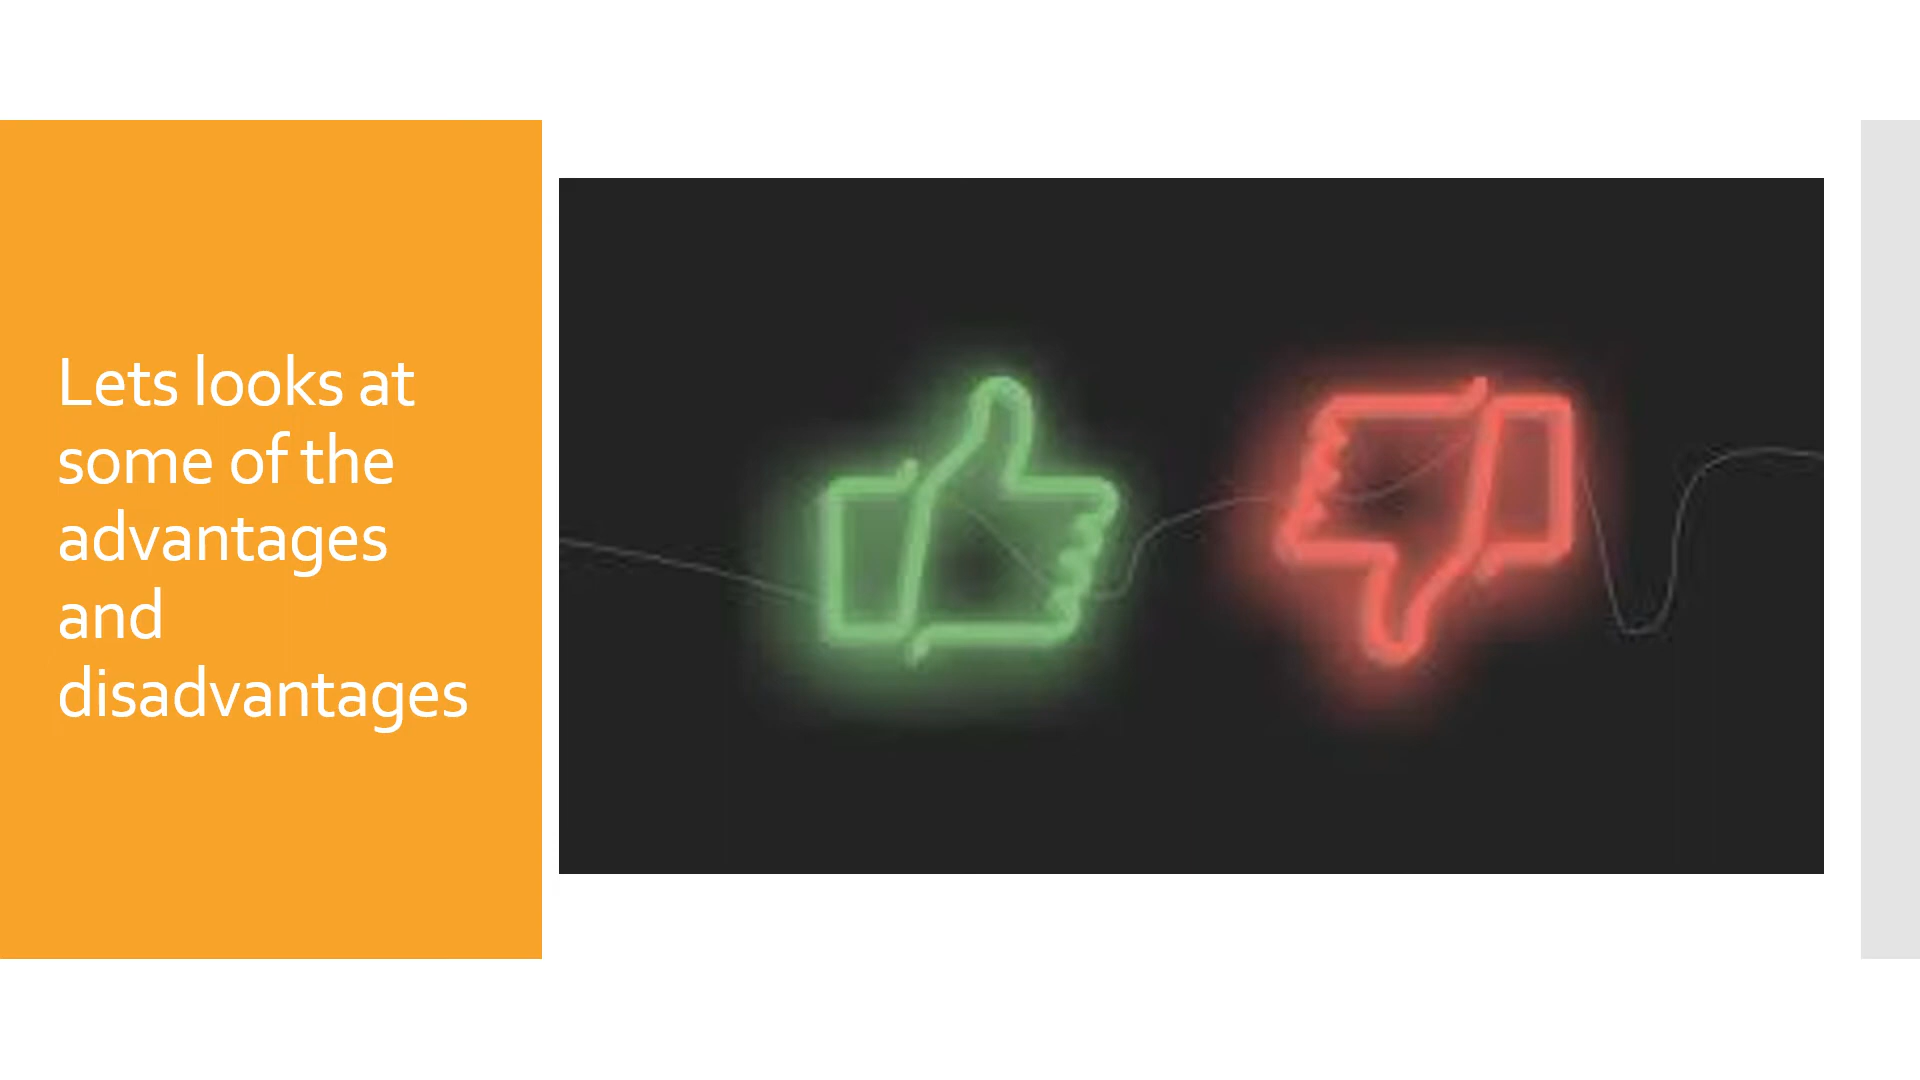 Lets looks at
some of the
advantages
and
disadvantages